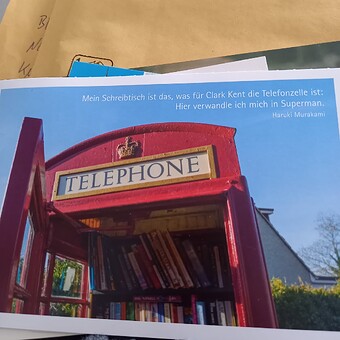 Mein Schreibtisch ist das, was für Clark Kent die Telefonzelle ist:
Hier verwandle ich mich in Superman.
Haruki Murakami
TELEPHONE